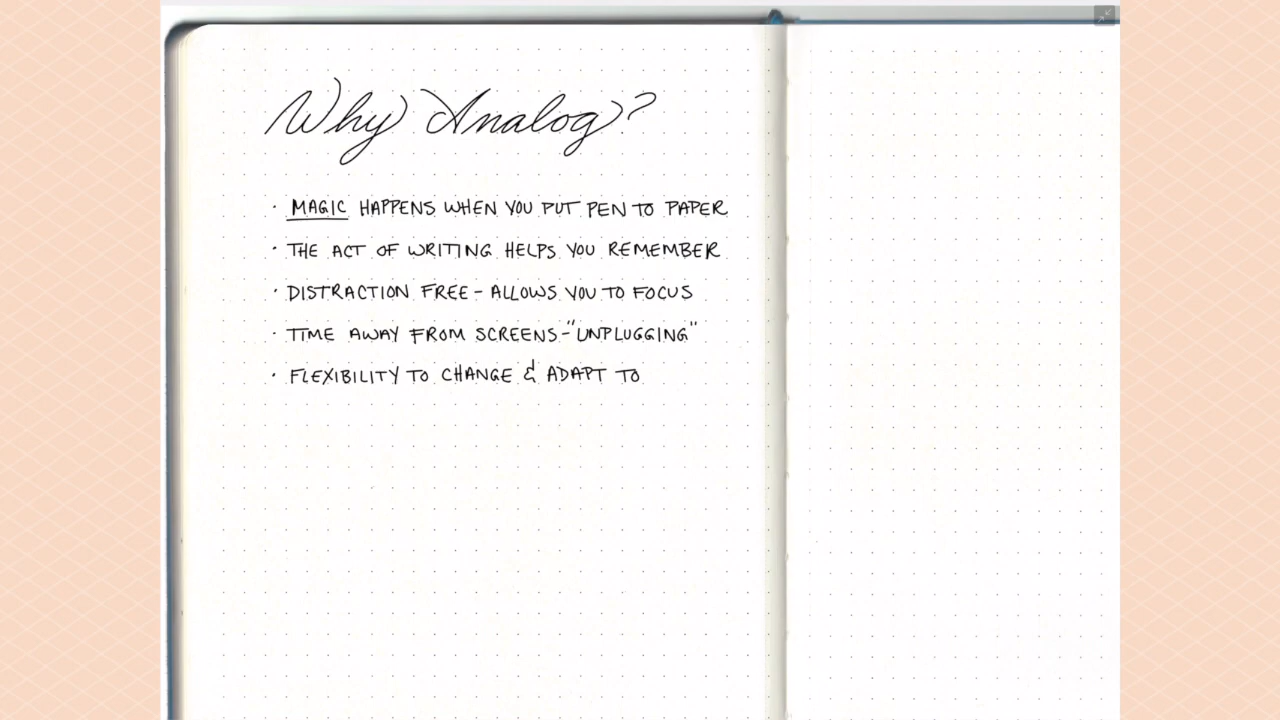 Why Analog?
· MAGIC HAPPENS WHEN YOU PUT PEN TO PAPER
· THE ACT OF WRITING HELPS YOU REMEMBER
· DISTRACTION FREE - ALLOWS YOU TO FOCUS
· TIME AWAY FROM SCREENS - "UNPLUGGING"
· FLEXIBILITY TO CHANGE & ADAPT TO